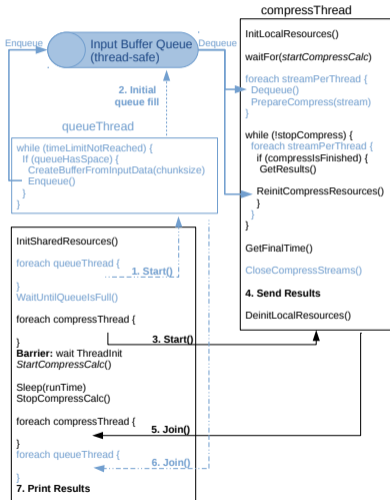 compressThread
Enqueue
Input Buffer Queue
(thread-safe)
Dequeue
2. Initial
queue fill
queueThread
while (timeLimitNotReached) {
If (queueHasSpace) {
CreateBufferFromInputData(chunksize)
Enqueue()
}
}
InitLocalResources()
waitFor(startCompressCalc)
foreach streamPerThread {
Dequeue()
PrepareCompress(stream)
}
while (!stopCompress) {
foreach streamPerThread {
if (compressIsFinished) {
GetResults()
ReinitCompressResources()
}
}
}
GetFinalTime()
CloseCompressStreams()
4. Send Results
DeinitLocalResources()
InitSharedResources()
foreach queueThread {
1. Start()
}
WaitUntilQueueIsFull()
foreach compressThread {
3. Start()
}
Barrier: wait ThreadInit
StartCompressCalc()
Sleep(runTime)
StopCompressCalc()
foreach compressThread {
5. Join()
}
foreach queueThread {
6. Join()
}
7. Print Results